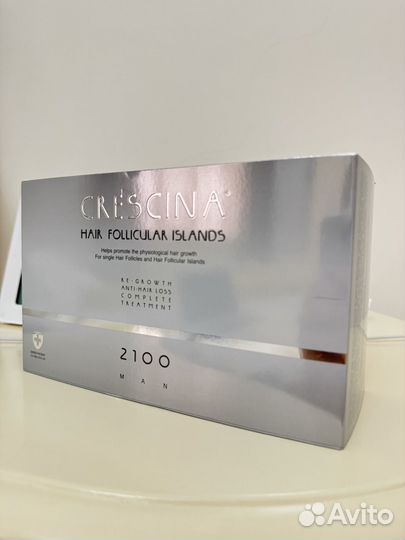 CRESCINA®
HAIR FOLLICULAR ISLANDS
Helps promote the physiological hair growth
For single Hair Follicles and Hair Follicular Islands
RE-GROWTH
ANTI-HAIR LOSS
COMPLETE
TREATMENT
2100
MAN
Avito